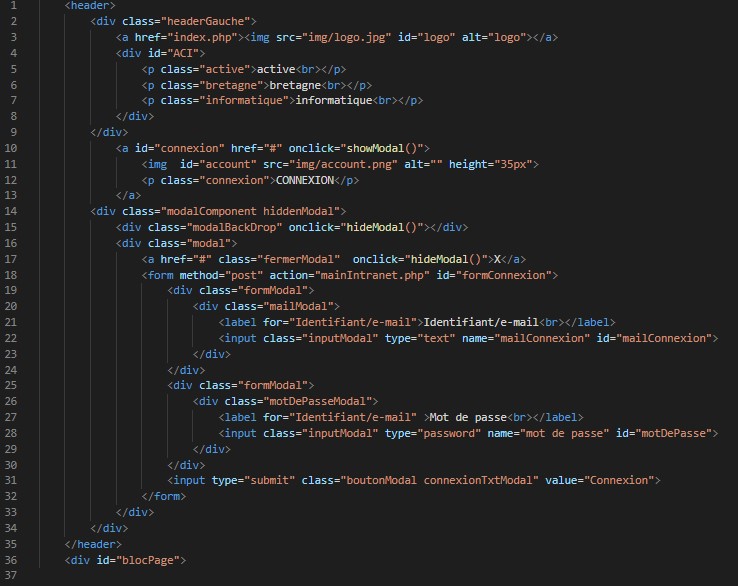 1 <header>
2 <div class="headerGauche">
3 <a href="index.php"><img src="img/logo.jpg" id="logo" alt="logo"></a>
4 <div id="ACI">
5 <p class="active">active<br></p>
6 <p class="bretagne">bretagne<br></p>
7 <p class="informatique">informatique<br></p>
8 </div>
9 </div>
10 <a id="connexion" href="#" onclick="showModal()">
11 <img  id="account" src="img/account.png" alt="" height="35px">
12 <p class="connexion">CONNEXION</p>
13 </a>
14 <div class="modalComponent hiddenModal">
15 <div class="modalBackDrop" onclick="hideModal()"></div>
16 <div class="modal">
17 <a href="#" class="fermerModal"  onclick="hideModal()">X</a>
18 <form method="post" action="mainIntranet.php" id="formConnexion">
19 <div class="formModal">
20 <div class="mailModal">
21 <label for="Identifiant/e-mail">Identifiant/e-mail<br></label>
22 <input class="inputModal" type="text" name="mailConnexion" id="mailConnexion">
23 </div>
24 </div>
25 <div class="formModal">
26 <div class="motDePasseModal">
27 <label for="Identifiant/e-mail" >Mot de passe<br></label>
28 <input class="inputModal" type="password" name="mot de passe" id="motDePasse">
29 </div>
30 </div>
31 <input type="submit" class="boutonModal connexionTxtModal" value="Connexion">
32 </form>
33 </div>
34 </div>
35 </header>
36 <div id="blocPage">
37